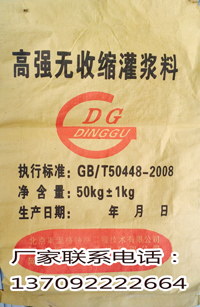 高强无收缩灌浆料
DG
DINGGU
执行标准:GB/T50448-2008
净 含 量:50kg±1kg
生产日期: 年 月 日
厂家联系电话:
13709222664